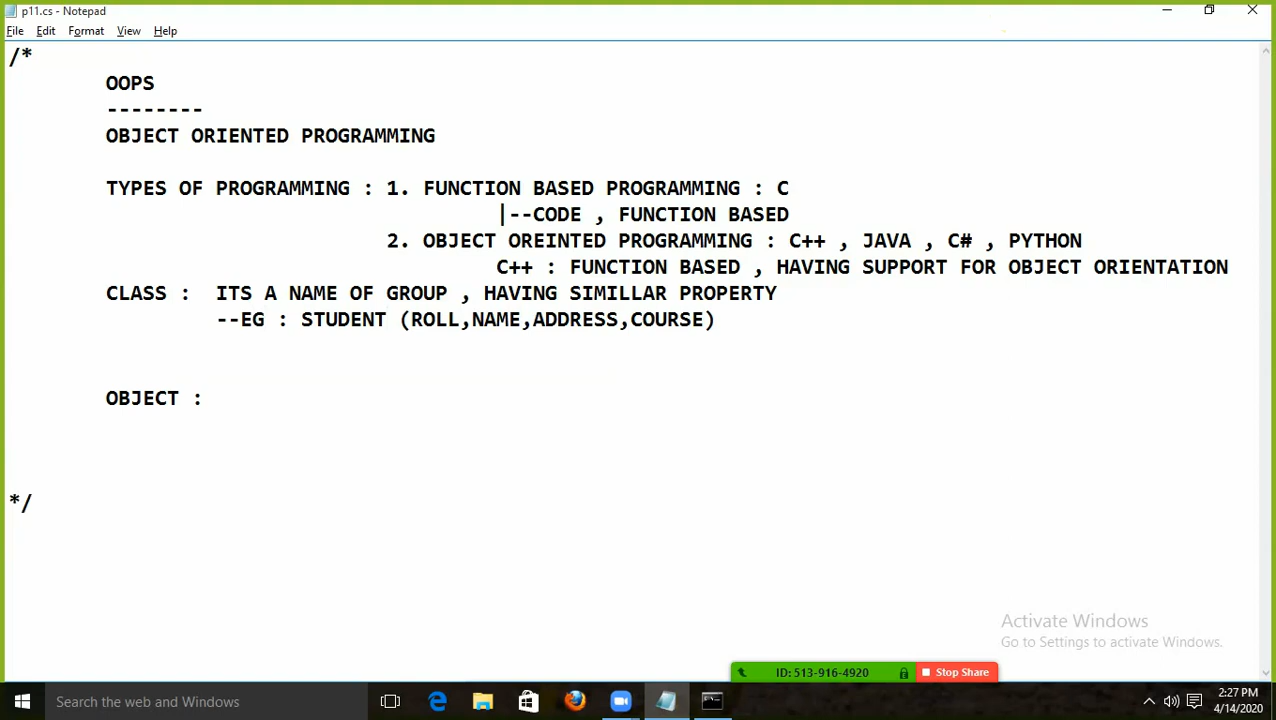 p11.cs - Notepad
File Edit Format View Help
/*
OOPS
--------
OBJECT ORIENTED PROGRAMMING
TYPES OF PROGRAMMING : 1. FUNCTION BASED PROGRAMMING : C
|--CODE , FUNCTION BASED
2. OBJECT OREINTED PROGRAMMING : C++ , JAVA , C# , PYTHON
C++ : FUNCTION BASED , HAVING SUPPORT FOR OBJECT ORIENTATION
CLASS : ITS A NAME OF GROUP , HAVING SIMILLAR PROPERTY
--EG : STUDENT (ROLL,NAME,ADDRESS,COURSE)
OBJECT :
*/
Activate Windows
Go to Settings to activate Windows.
ID: 513-916-4920 Stop Share
Search the web and Windows
2:27 PM
4/14/2020